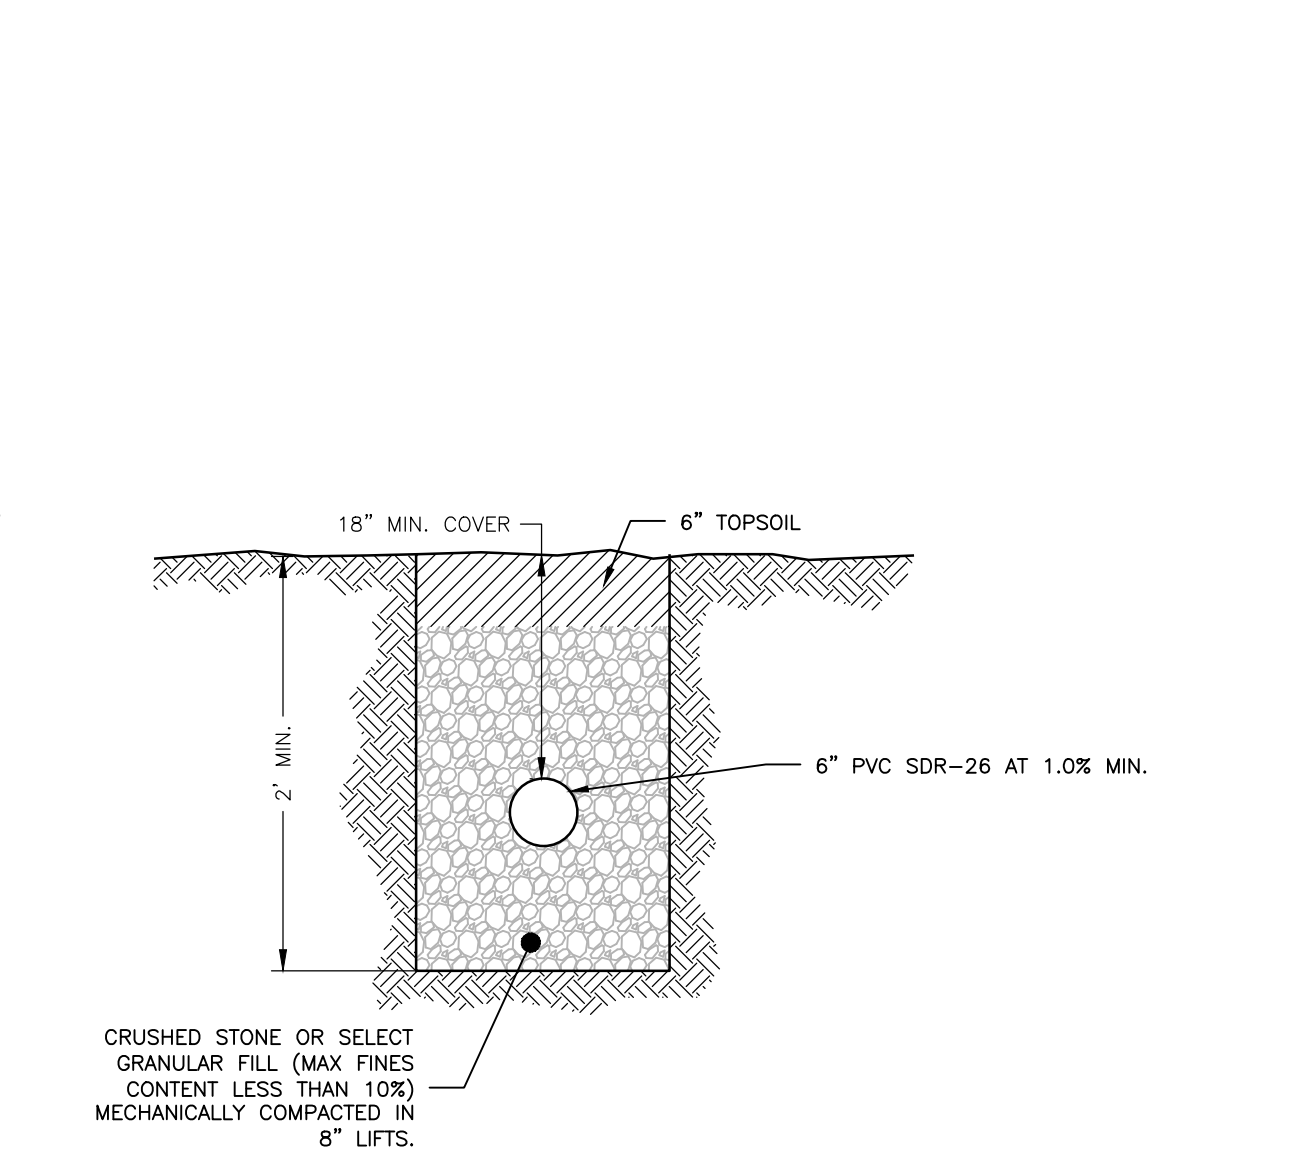 18” MIN. COVER
6” TOPSOIL
2' MIN.
6” PVC SDR–26 AT 1.0% MIN.
CRUSHED STONE OR SELECT
GRANULAR FILL (MAX FINES
CONTENT LESS THAN 10%)
MECHANICALLY COMPACTED IN
8” LIFTS.